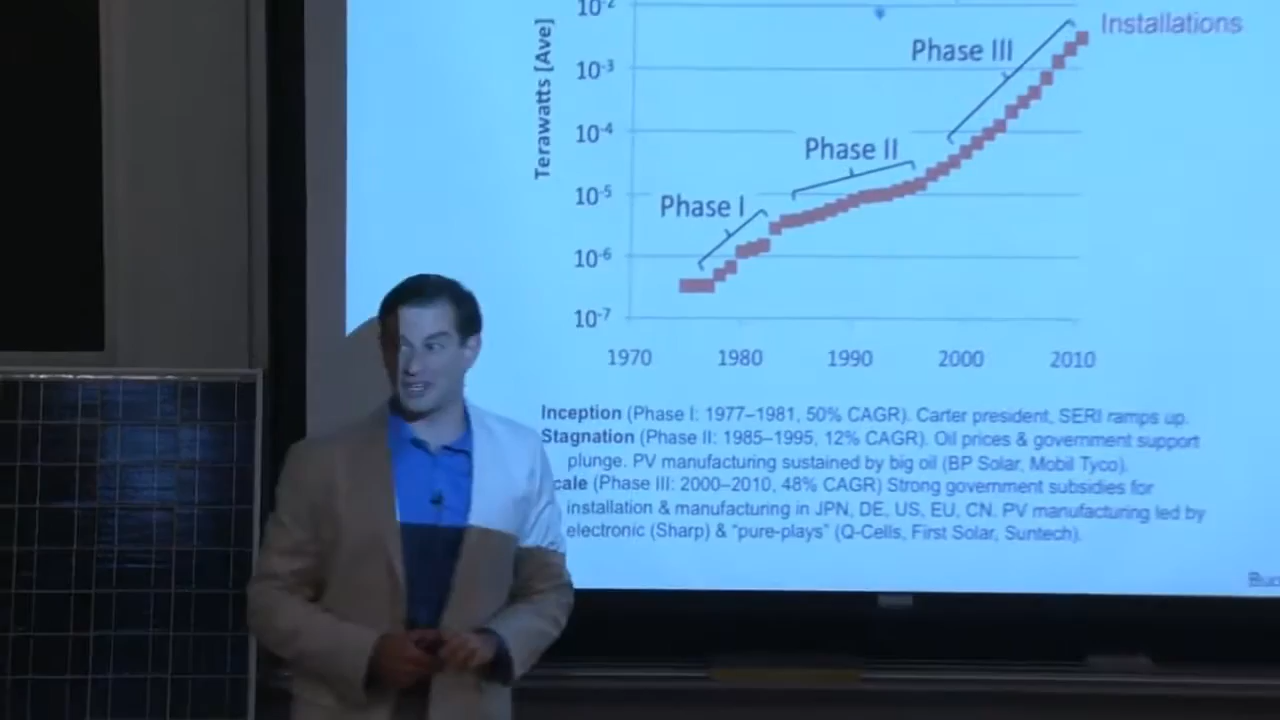 10-2
Installations
Phase III
10-3
Terawatts [Ave)
10-4
Phase II
10-5
Phase I
10-6
10-7
1970 1980 1990 2000 2010
Inception (Phase I: 1977–1981, 50% CAGR). Carter president, SERI ramps up.
Stagnation (Phase II: 1985–1995, 12% CAGR). Oil prices & government support
plunge. PV manufacturing sustained by big oil (BP Solar, Mobil Tyco).
cale (Phase III: 2000–2010, 48% CAGR) Strong government subsidies for
installation & manufacturing in JPN, DE, US, EU, CN. PV manufacturing led by
electronic (Sharp) & “pure-plays” (Q-Cells, First Solar, Suntech).